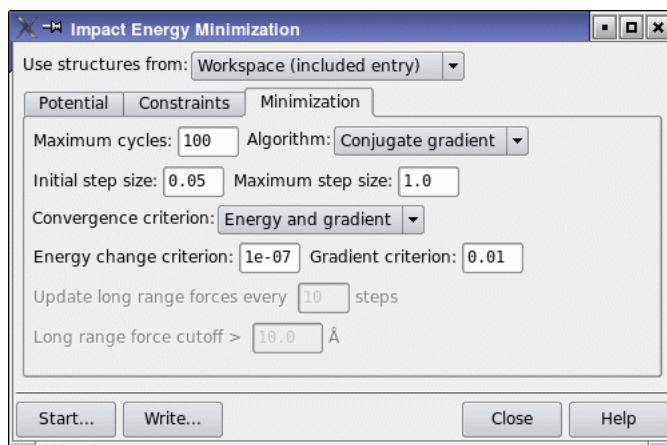 Impact Energy Minimization
Use structures from: Workspace (included entry)
Potential Constraints Minimization
Maximum cycles: 100 Algorithm: Conjugate gradient
Initial step size: 0.05 Maximum step size: 1.0
Convergence criterion: Energy and gradient
Energy change criterion: 1e-07 Gradient criterion: 0.01
Update long range forces every 10 steps
Long range force cutoff > 10.0 Å
Start... Write... Close Help